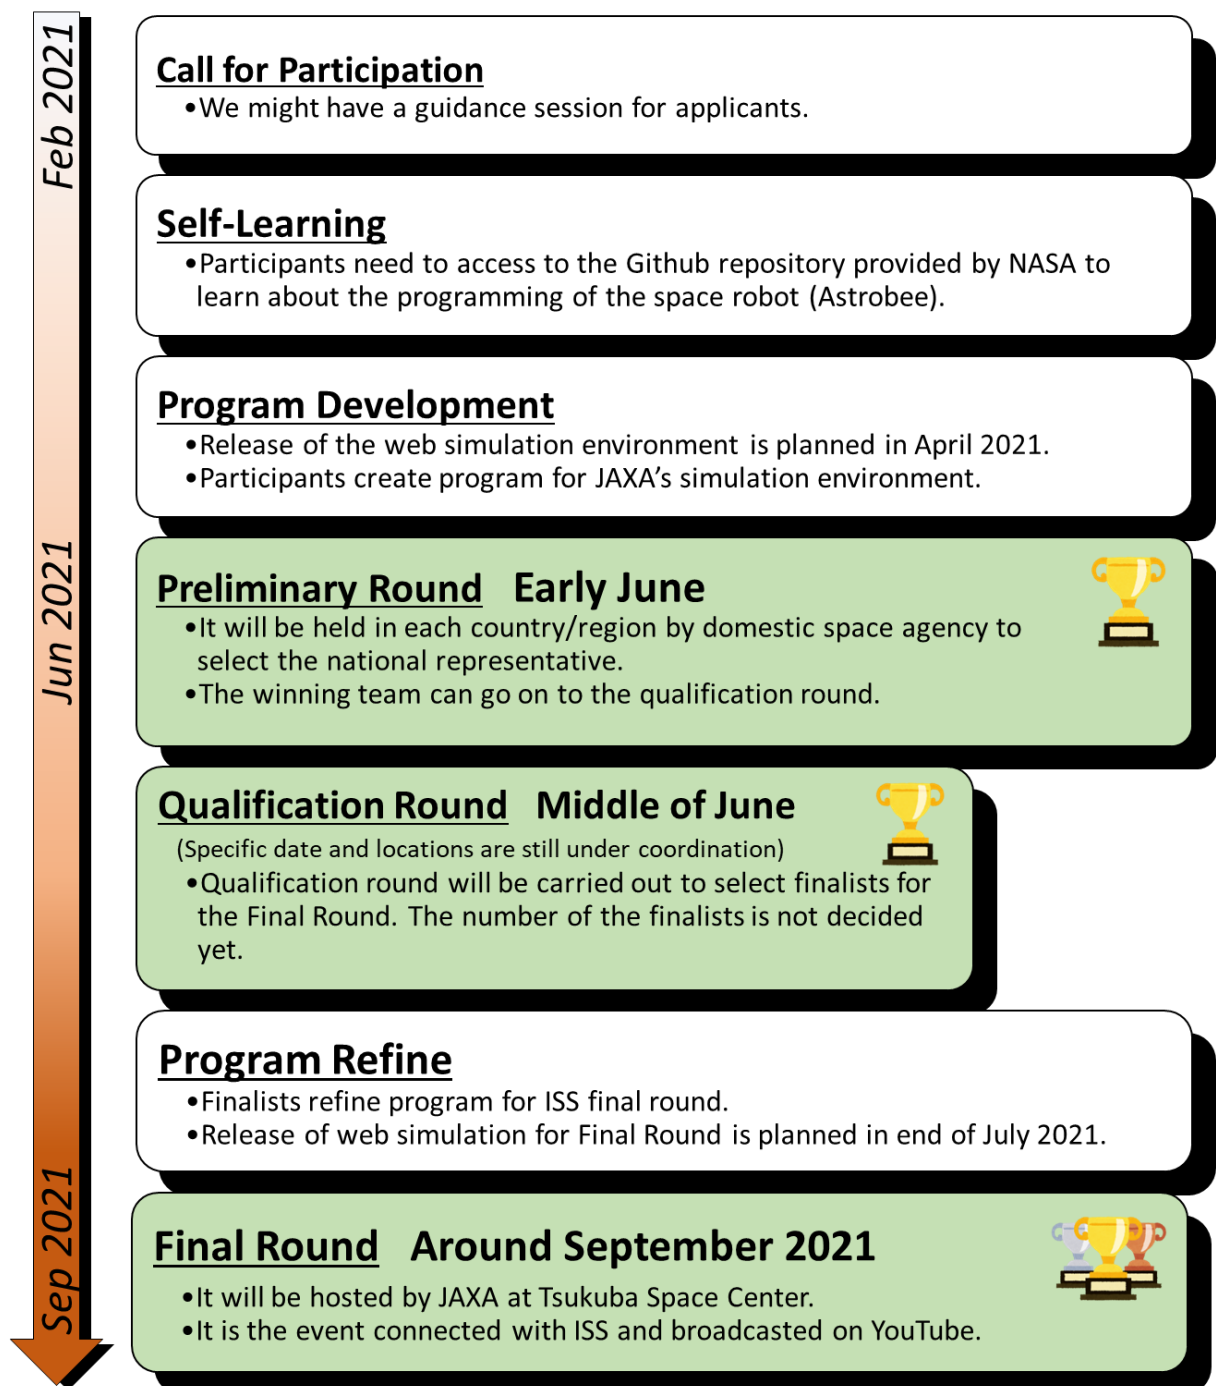 Feb 2021
Call for Participation
•We might have a guidance session for applicants.
Self-Learning
•Participants need to access to the Github repository provided by NASA to
learn about the programming of the space robot (Astrobee).
Program Development
•Release of the web simulation environment is planned in April 2021.
•Participants create program for JAXA's simulation environment.
Jun 2021
Preliminary Round Early June
•It will be held in each country/region by domestic space agency to
select the national representative.
•The winning team can go on to the qualification round.
Qualification Round Middle of June
(Specific date and locations are still under coordination)
•Qualification round will be carried out to select finalists for
the Final Round. The number of the finalists is not decided
yet.
Program Refine
•Finalists refine program for ISS final round.
•Release of web simulation for Final Round is planned in end of July 2021.
Sep 2021
Final Round Around September 2021
•It will be hosted by JAXA at Tsukuba Space Center.
•It is the event connected with ISS and broadcasted on YouTube.